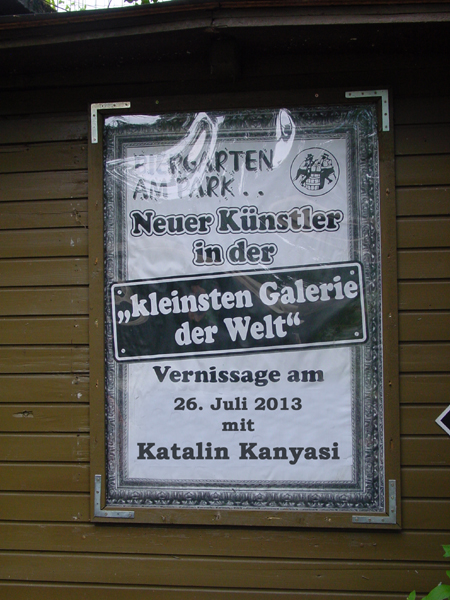 BIERGARTEN
AM PARK . .
Neuer Künstler
in der
„kleinsten Galerie
der Welt“
Vernissage am
26. Juli 2013
mit
Katalin Kanyasi